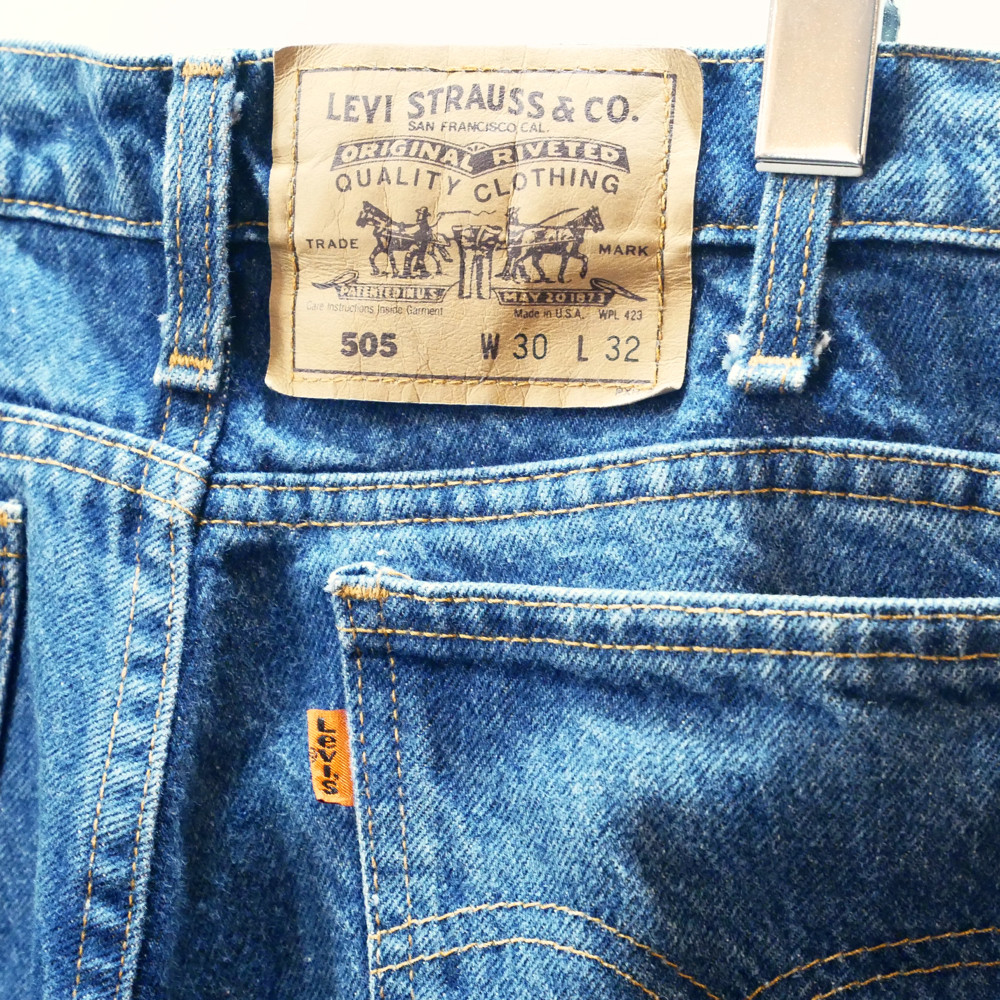 LEVI STRAUSS & CO.
SAN FRANCISCO CAL.
ORIGINAL RIVETED
QUALITY CLOTHING
TRADE MARK
PATENTED IN U.S. MAY 20 1873
Care Instructions Inside Garment Made in U.S.A. WPL 423
505 W 30 L 32
LEVI'S